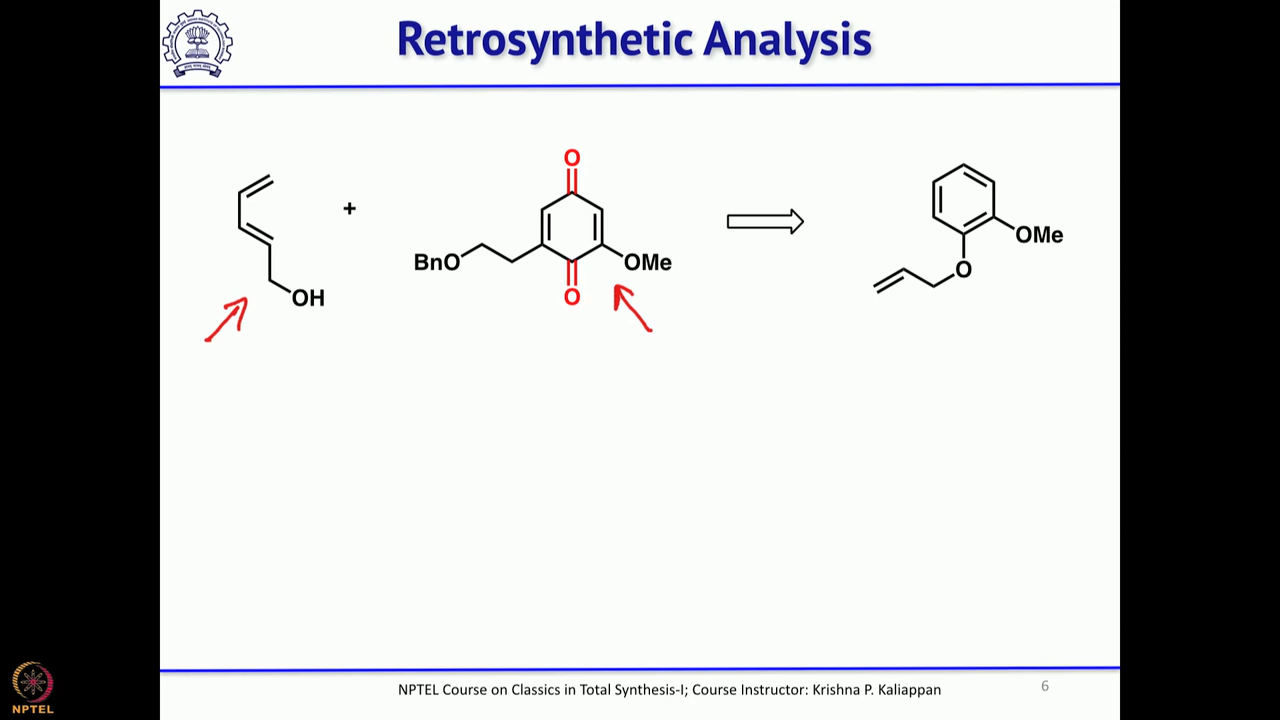 Retrosynthetic Analysis
O
+
BnO
OMe
O
OH
OMe
O
NPTEL Course on Classics in Total Synthesis-I; Course Instructor: Krishna P. Kaliappan
6
NPTEL